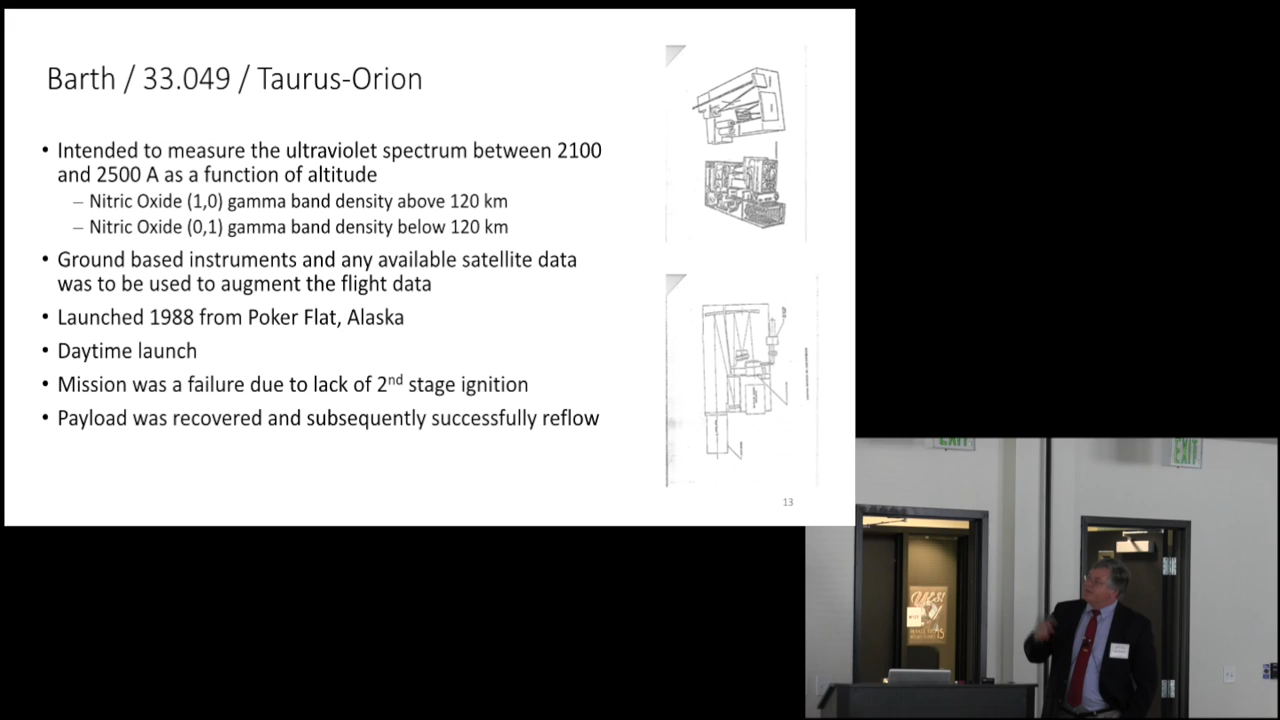 Barth / 33.049 / Taurus-Orion
• Intended to measure the ultraviolet spectrum between 2100
and 2500 A as a function of altitude
– Nitric Oxide (1,0) gamma band density above 120 km
– Nitric Oxide (0,1) gamma band density below 120 km
• Ground based instruments and any available satellite data
was to be used to augment the flight data
• Launched 1988 from Poker Flat, Alaska
• Daytime launch
• Mission was a failure due to lack of 2nd stage ignition
• Payload was recovered and subsequently successfully reflow
13
EXIT
EXIT